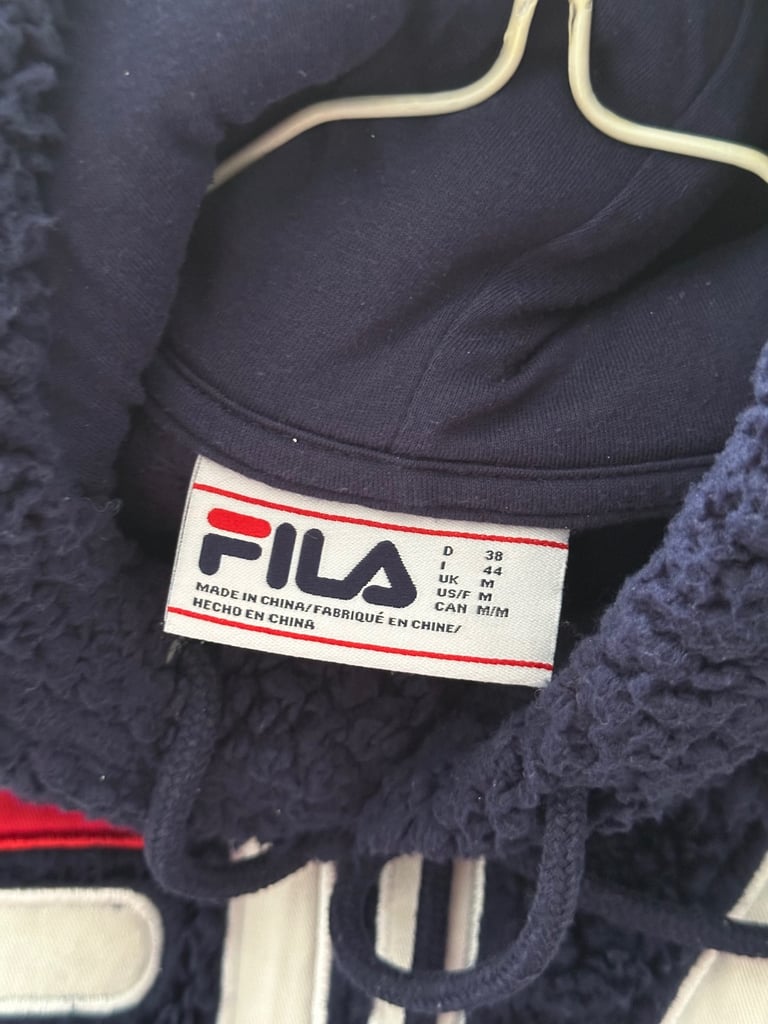 FILA
MADE IN CHINA/FABRIQUÉ EN CHINE/
HECHO EN CHINA
D 38
I 44
UK M
US/F M
CAN M/M